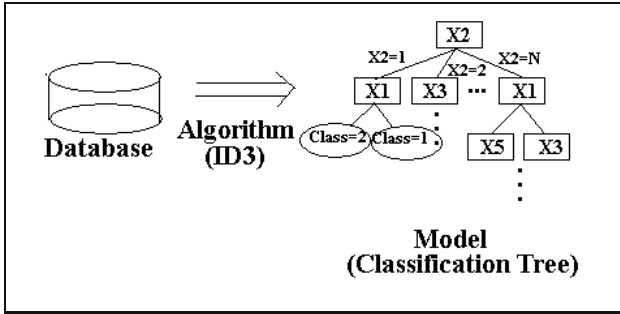 X2
X2=1
X2=2
X2=N
X1
X3
...
X1
Class=2
Class=1
X5
X3
Database
Algorithm
(ID3)
Model
(Classification Tree)